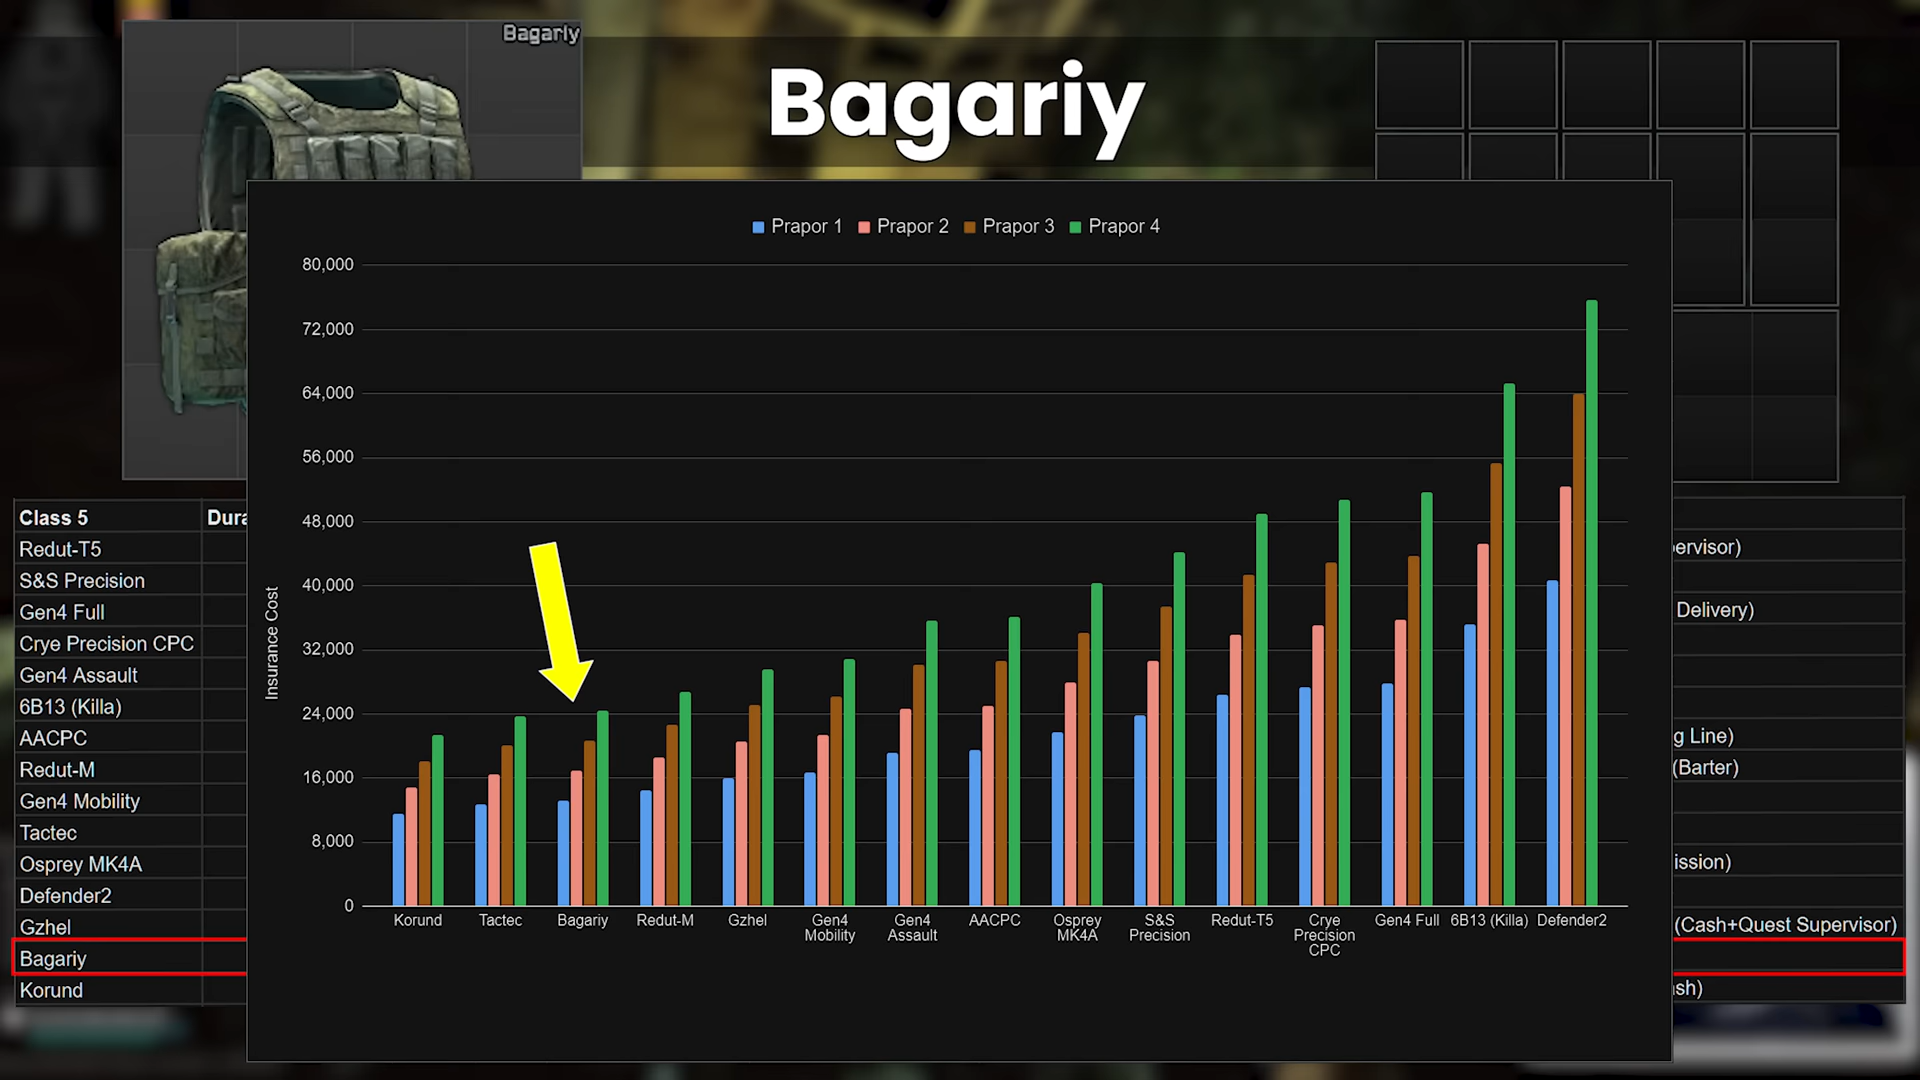 Bagariy
Bagariy
Prapor 1 Prapor 2 Prapor 3 Prapor 4
80,000
72,000
64,000
56,000
48,000
40,000
32,000
24,000
16,000
8,000
0
Insurance Cost
Korund Tactec Bagariy Redut-M Gzhel Gen4 Mobility Gen4 Assault AACPC Osprey MK4A S&S Precision Redut-T5 Crye Precision CPC Gen4 Full 6B13 (Killa) Defender2
Class 5
Redut-T5
S&S Precision
Gen4 Full
Delivery)
Crye Precision CPC
Gen4 Assault
6B13 (Killa)
AACPC
Line)
Redut-M
(Barter)
Gen4 Mobility
Tactec
Osprey MK4A
Defender2
Gzhel
(Cash+Quest Supervisor)
Bagariy
Korund